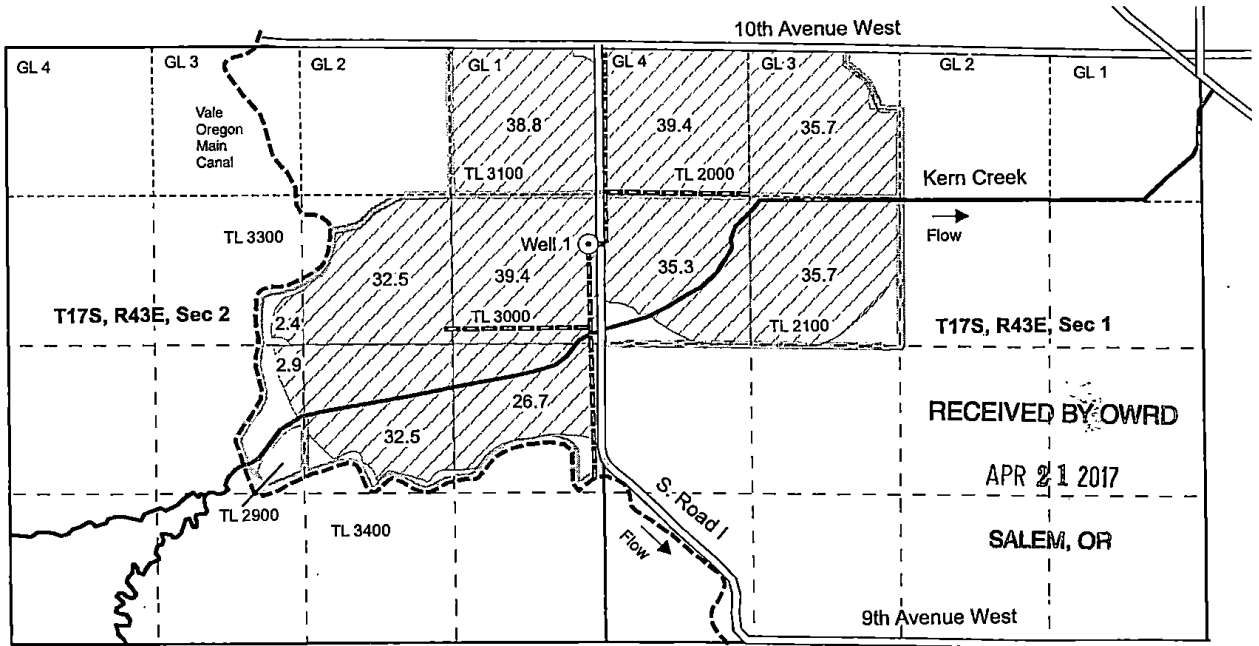 10th Avenue West
GL 4
GL 3
GL 2
GL 1
GL 4
GL 3
GL 2
GL 1
Vale
Oregon
Main
Canal
38.8
39.4
35.7
TL 3100
TL 2000
Kern Creek
Flow
TL 3300
Well 1
32.5
39.4
35.3
35.7
T17S, R43E, Sec 2
2.4
TL 3000
TL 2100
T17S, R43E, Sec 1
2.9
26.7
32.5
RECEIVED BY OWRD
APR 21 2017
SALEM, OR
TL 2900
TL 3400
S. Road I
Flow
9th Avenue West